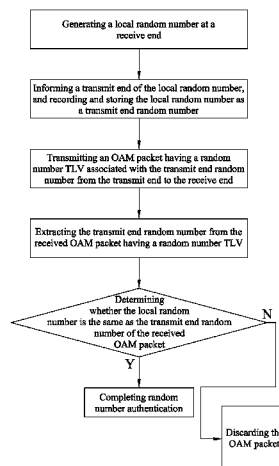 Generating a local random number at a
receive end
Informing a transmit end of the local random number,
and recording and storing the local random number as
a transmit end random number
Transmitting an OAM packet having a random
number TLV associated with the transmit end random
number from the transmit end to the receive end
Extracting the transmit end random number from the
received OAM packet having a random number TLV
Determining
whether the local random
number is the same as the transmit end random
number of the received
OAM packet
N
Y
Completing random
number authentication
Discarding the
OAM packet